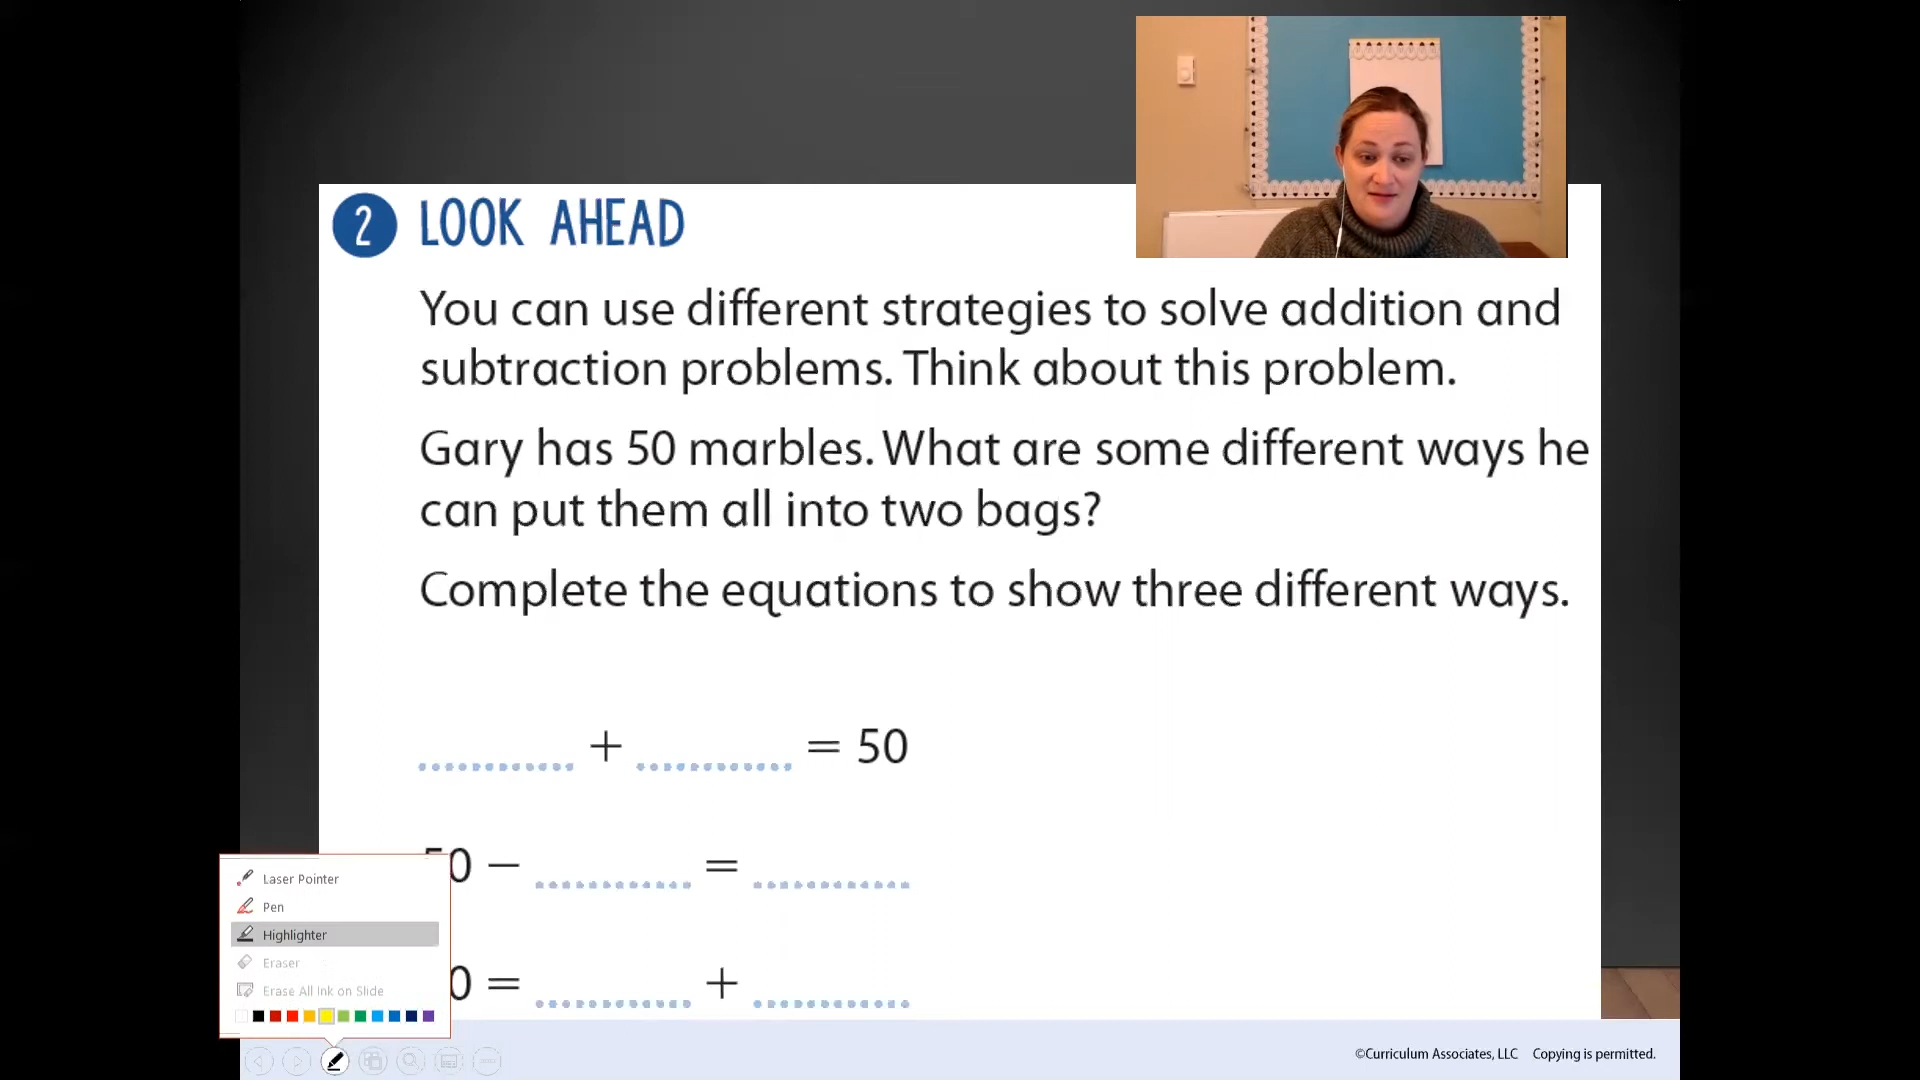 2 LOOK AHEAD
You can use different strategies to solve addition and
subtraction problems. Think about this problem.
Gary has 50 marbles. What are some different ways he
can put them all into two bags?
Complete the equations to show three different ways.
+ = 50
50 − =
0 = +
Laser Pointer
Pen
Highlighter
Eraser
Erase All Ink on Slide
©Curriculum Associates, LLC Copying is permitted.